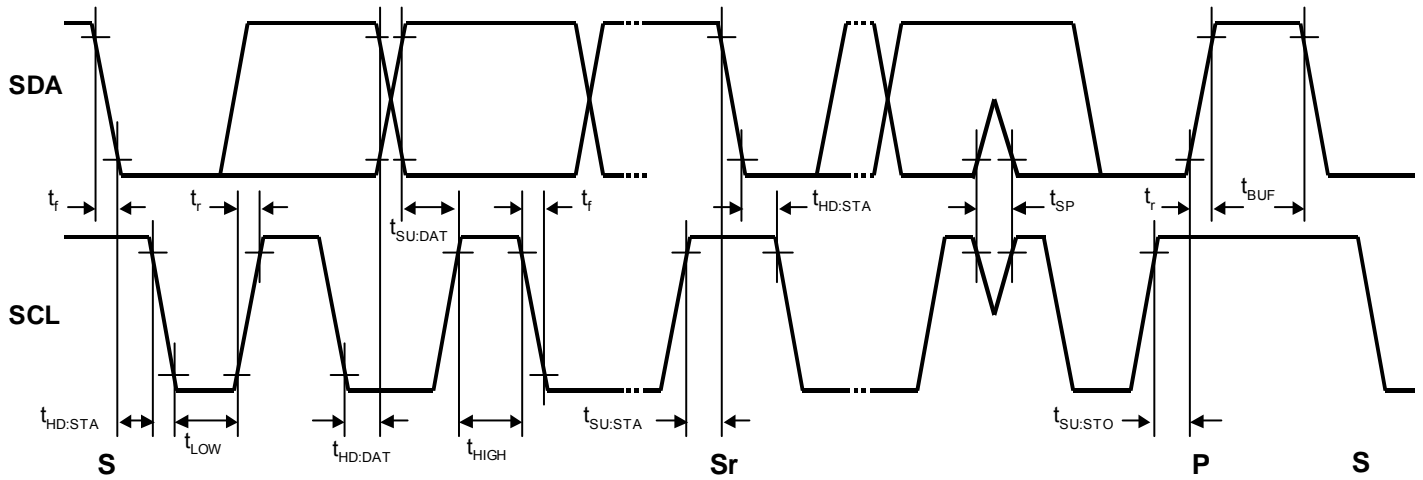 SDA
t_f
t_r
t_SU:DAT
t_f
t_HD:STA
t_SP
t_r
t_BUF
SCL
t_HD:STA
t_LOW
t_HD:DAT
t_HIGH
t_SU:STA
t_SU:STO
S
Sr
P
S